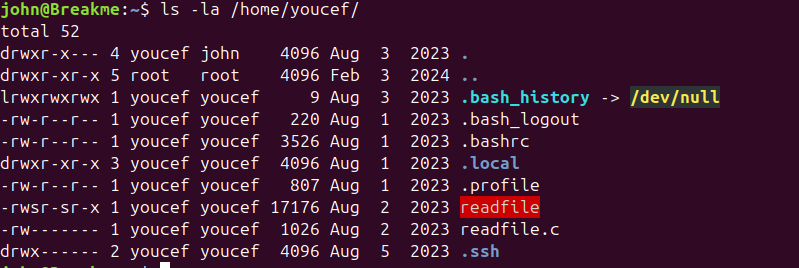 john@Breakme:~$ ls -la /home/youcef/
total 52
drwxr-x--- 4 youcef john    4096 Aug  3  2023 .
drwxr-xr-x 5 root   root    4096 Feb  3  2024 ..
lrwxrwxrwx 1 youcef youcef     9 Aug  3  2023 .bash_history -> /dev/null
-rw-r--r-- 1 youcef youcef   220 Aug  1  2023 .bash_logout
-rw-r--r-- 1 youcef youcef  3526 Aug  1  2023 .bashrc
drwxr-xr-x 3 youcef youcef  4096 Aug  1  2023 .local
-rw-r--r-- 1 youcef youcef   807 Aug  1  2023 .profile
-rwsr-sr-x 1 youcef youcef 17176 Aug  2  2023 readfile
-rw------- 1 youcef youcef  1026 Aug  2  2023 readfile.c
drwx------ 2 youcef youcef  4096 Aug  5  2023 .ssh